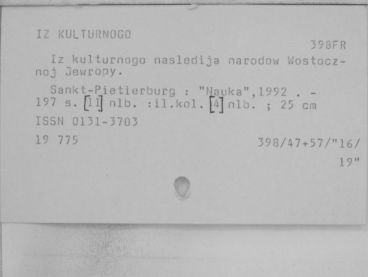 IZ KULTURNOGO
398FR
Iz kulturnogo nasledija narodow Wostocz-
noj Jewropy.
Sankt-Pietierburg : "Nauka",1992 . -
197 s. [11] nlb. :il.kol. [4] nlb. ; 25 cm
ISSN 0131-3703
19 775
398/47+57/"16/
19"